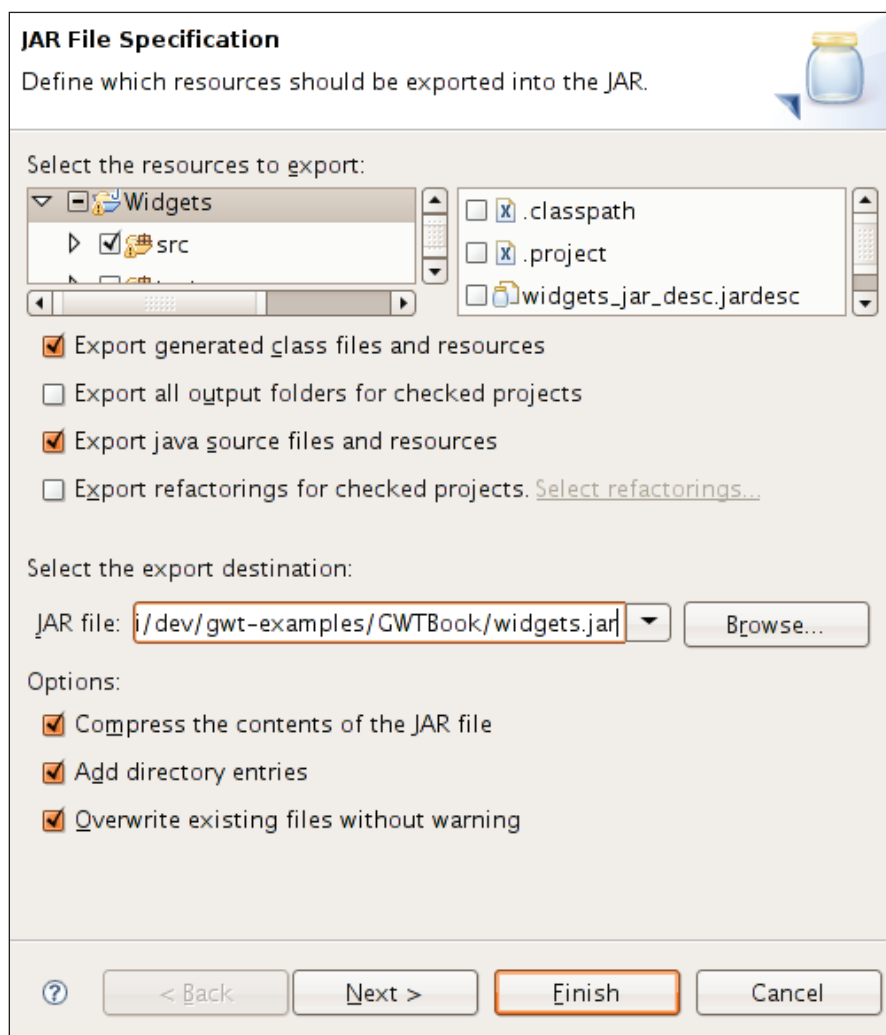 JAR File Specification
Define which resources should be exported into the JAR.
Select the resources to export:
Widgets
src
.classpath
.project
widgets_jar_desc.jardesc
Export generated class files and resources
Export all output folders for checked projects
Export java source files and resources
Export refactorings for checked projects. Select refactorings...
Select the export destination:
JAR file: i/dev/gwt-examples/GWTBook/widgets.jar Browse...
Options:
Compress the contents of the JAR file
Add directory entries
Overwrite existing files without warning
< Back Next > Finish Cancel